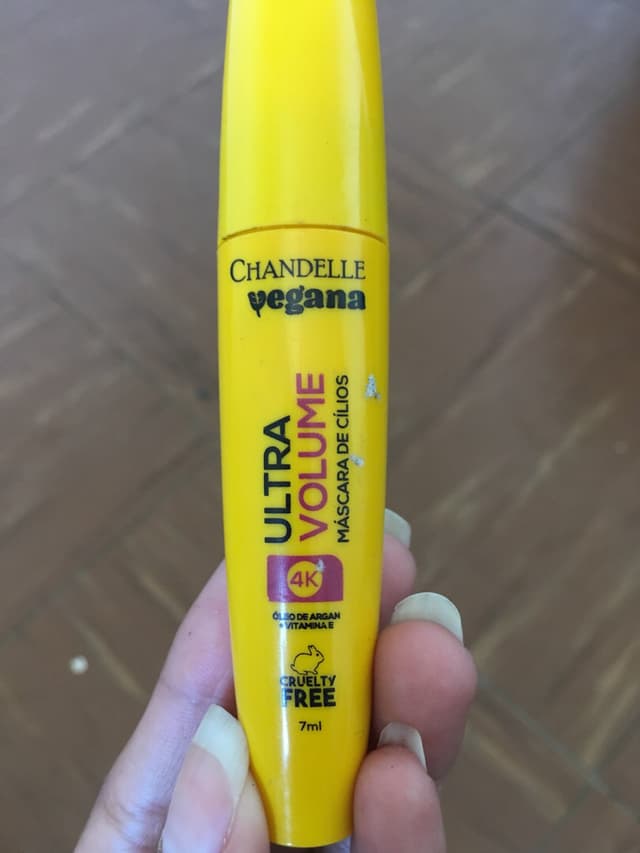 CHANDELLE
vegana
ULTRA
VOLUME
MÁSCARA DE CÍLIOS
4K
ÓLEO DE ARGAN
+ VITAMINA E
CRUELTY
FREE
7ml